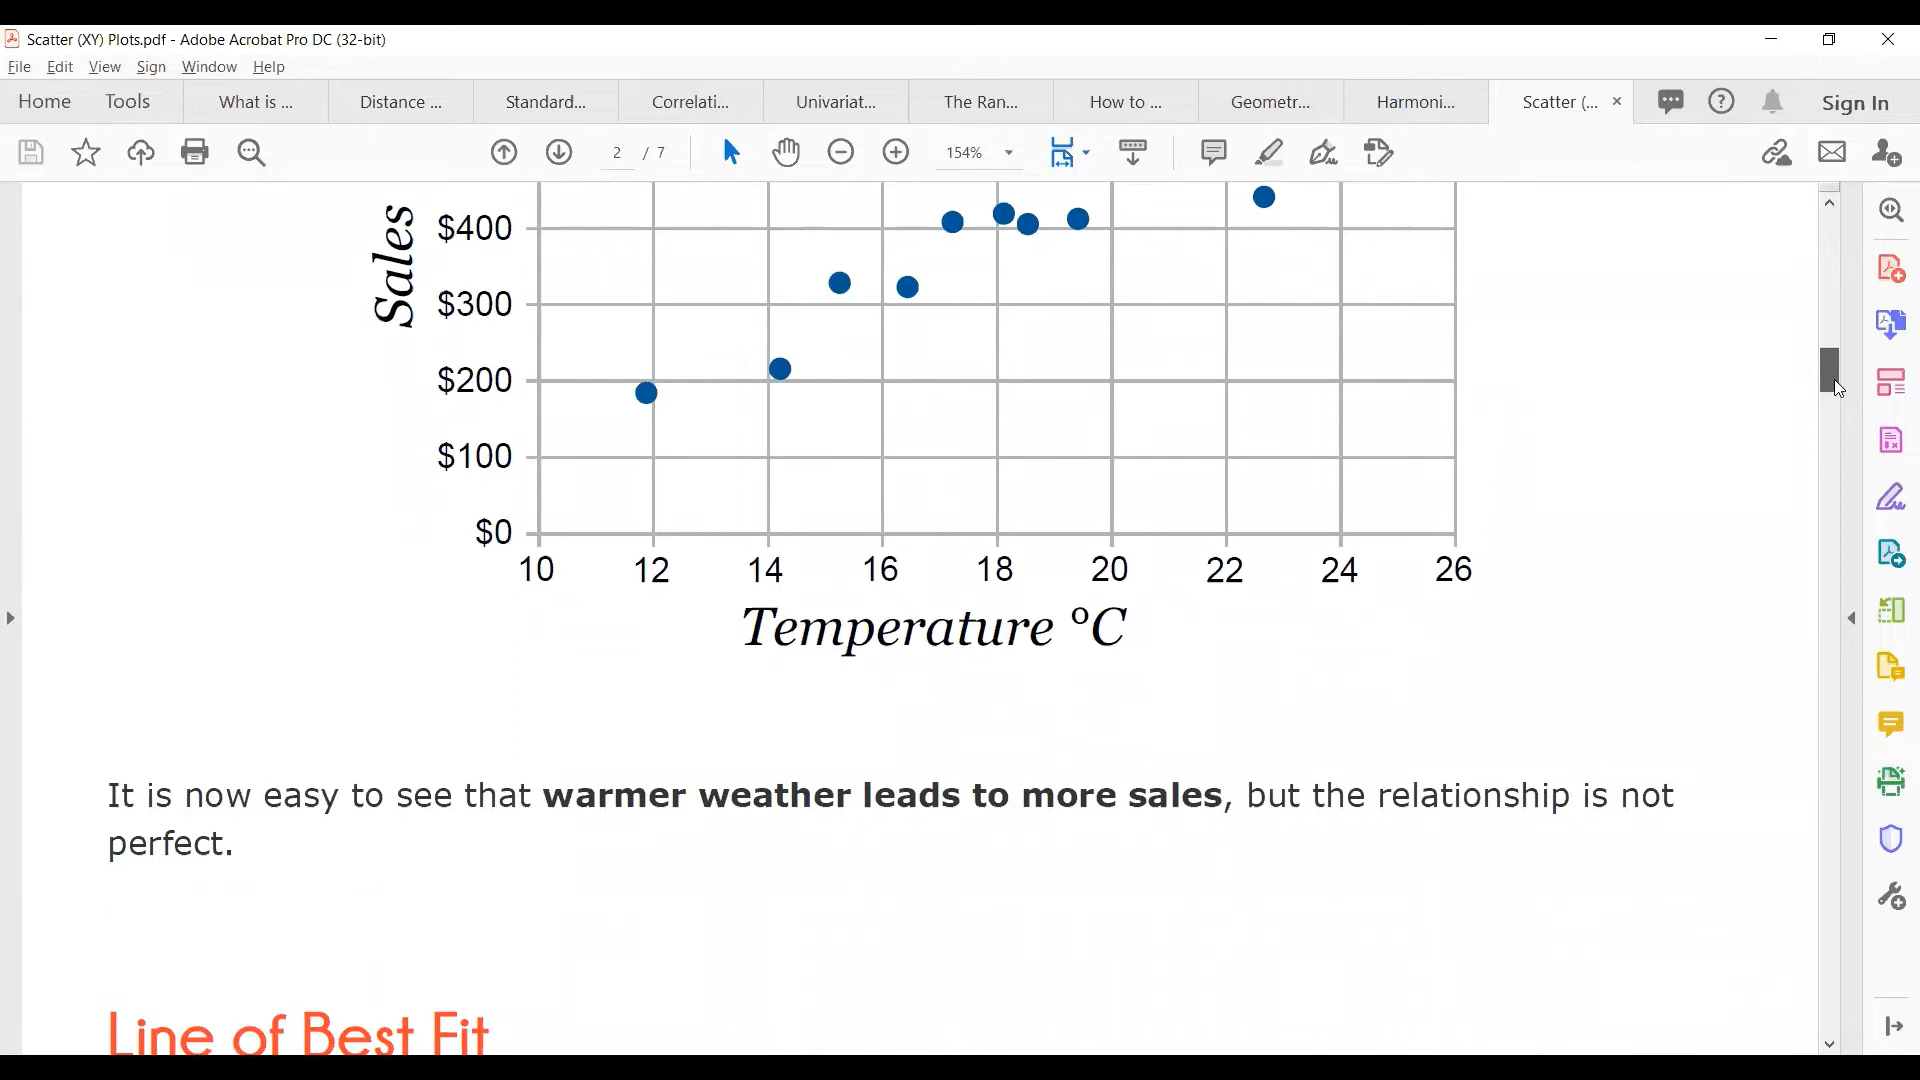 Scatter (XY) Plots.pdf - Adobe Acrobat Pro DC (32-bit)
File Edit View Sign Window Help
Home Tools What is ... Distance ... Standard... Correlati... Univariat... The Ran... How to ... Geometr... Harmoni... Scatter (... × Sign In
2 / 7 154%
Sales
$400
$300
$200
$100
$0
10 12 14 16 18 20 22 24 26
Temperature °C
It is now easy to see that warmer weather leads to more sales, but the relationship is not
perfect.
Line of Best Fit